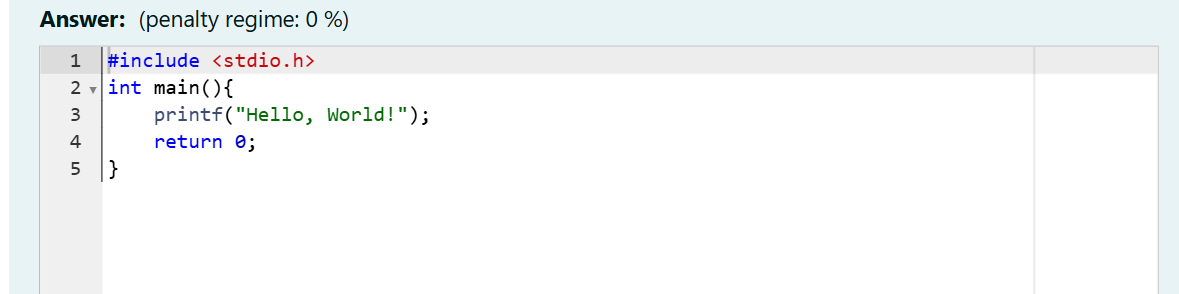 Answer: (penalty regime: 0 %)
1 #include <stdio.h>
2 int main(){
3     printf("Hello, World!");
4     return 0;
5 }